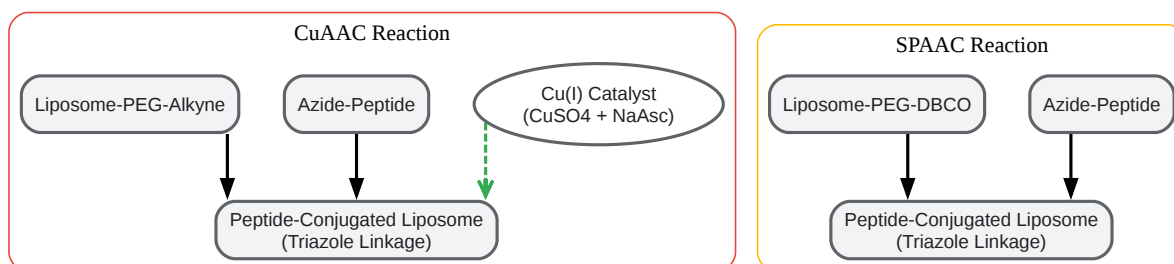 CuAAC Reaction
Liposome-PEG-Alkyne
Azide-Peptide
Cu(I) Catalyst
(CuSO4 + NaAsc)
Peptide-Conjugated Liposome
(Triazole Linkage)
SPAAC Reaction
Liposome-PEG-DBCO
Azide-Peptide
Peptide-Conjugated Liposome
(Triazole Linkage)